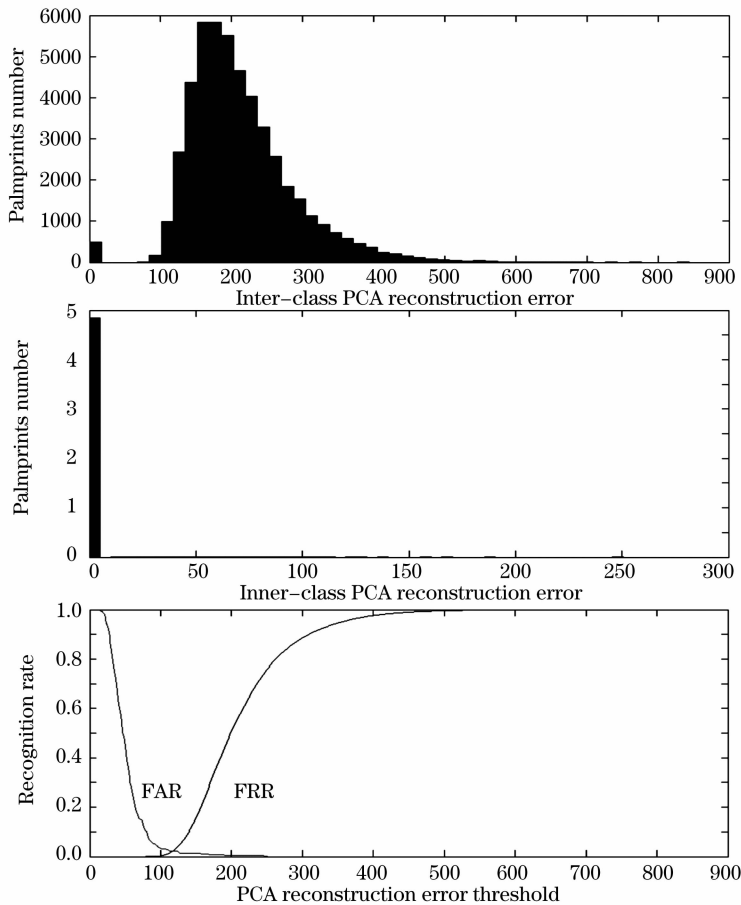 Palmprints number
6000
5000
4000
3000
2000
1000
0
0 100 200 300 400 500 600 700 800 900
Inter-class PCA reconstruction error
Palmprints number
5
4
3
2
1
0
0 50 100 150 200 250 300
Inner-class PCA reconstruction error
Recognition rate
1.0
0.8
0.6
0.4
0.2
0.0
FAR FRR
0 100 200 300 400 500 600 700 800 900
PCA reconstruction error threshold